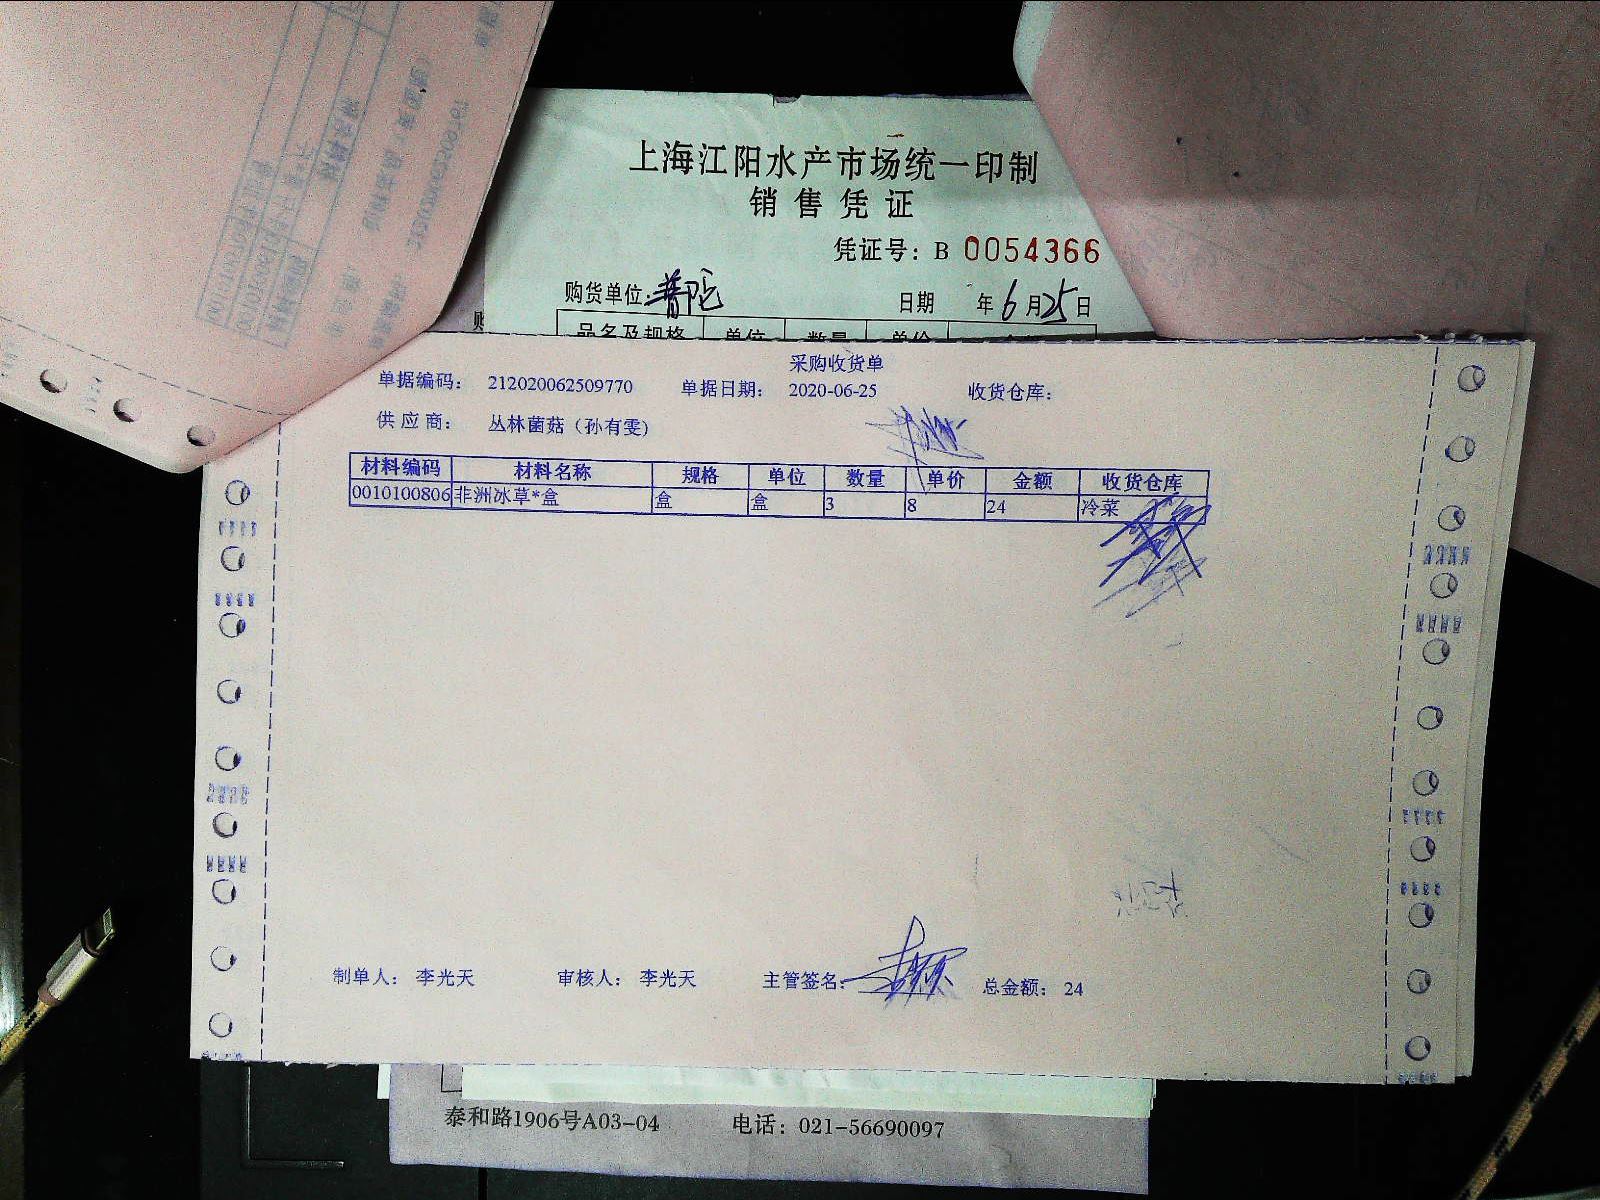 上海江阳水产市场统一印制
销售凭证
凭证号：B 0054366
购货单位：普陀 日期 年6月25日
品名及规格 单位 数量 单价
采购收货单
单据编码： 212020062509770 单据日期： 2020-06-25 收货仓库：
供应商： 丛林菌菇（孙有雯）
材料编码 材料名称 规格 单位 数量 单价 金额 收货仓库
0010100806 非洲冰草*盒 盒 盒 3 8 24 冷菜
制单人： 李光天 审核人： 李光天 主管签名： 总金额： 24
泰和路1906号A03-04 电话：021-56690097